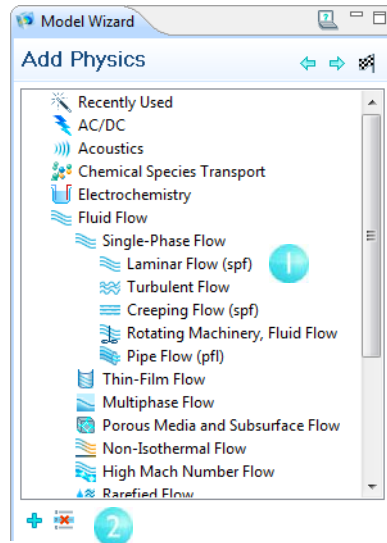 Model Wizard
Add Physics
Recently Used
AC/DC
Acoustics
Chemical Species Transport
Electrochemistry
Fluid Flow
Single-Phase Flow
Laminar Flow (spf)
1
Turbulent Flow
Creeping Flow (spf)
Rotating Machinery, Fluid Flow
Pipe Flow (pfl)
Thin-Film Flow
Multiphase Flow
Porous Media and Subsurface Flow
Non-Isothermal Flow
High Mach Number Flow
Rarefied Flow
2